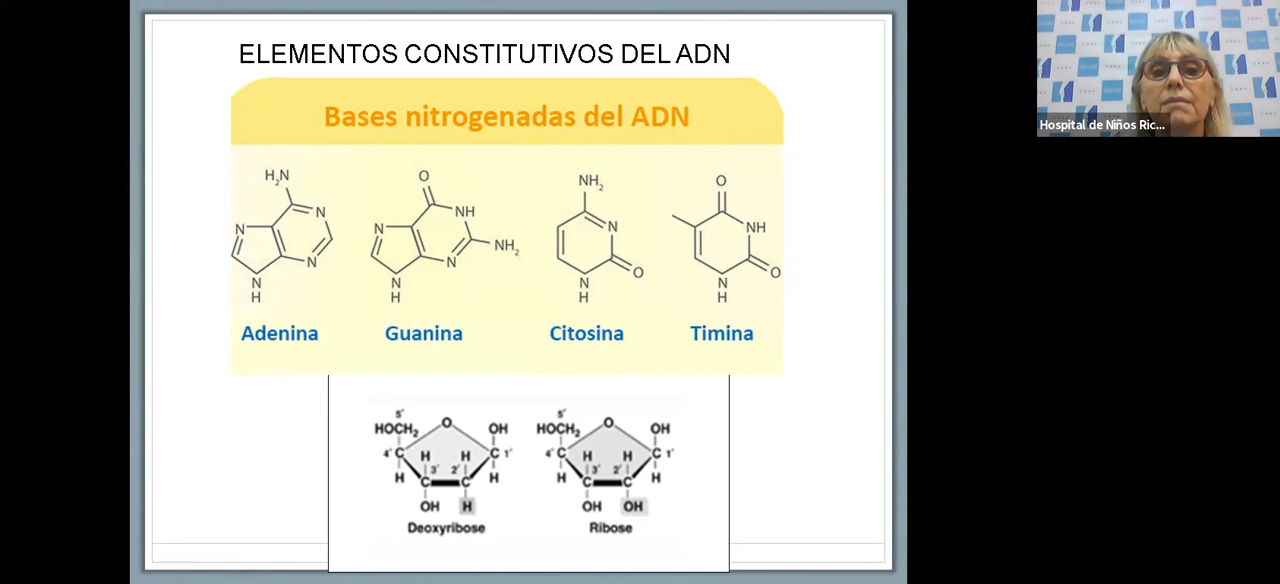 ELEMENTOS CONSTITUTIVOS DEL ADN
Bases nitrogenadas del ADN
H₂N
N
N
N
N
H
Adenina
O
NH
N
NH₂
N
N
H
Guanina
NH₂
N
O
N
H
Citosina
O
NH
O
N
H
Timina
5'
HOCH₂ O OH
4' C H H C 1'
H 3' 2' H
C C
OH H
Deoxyribose
5'
HOCH₂ O OH
4' C H H C 1'
H 3' 2' H
C C
OH OH
Ribose
Hospital de Niños Ric...